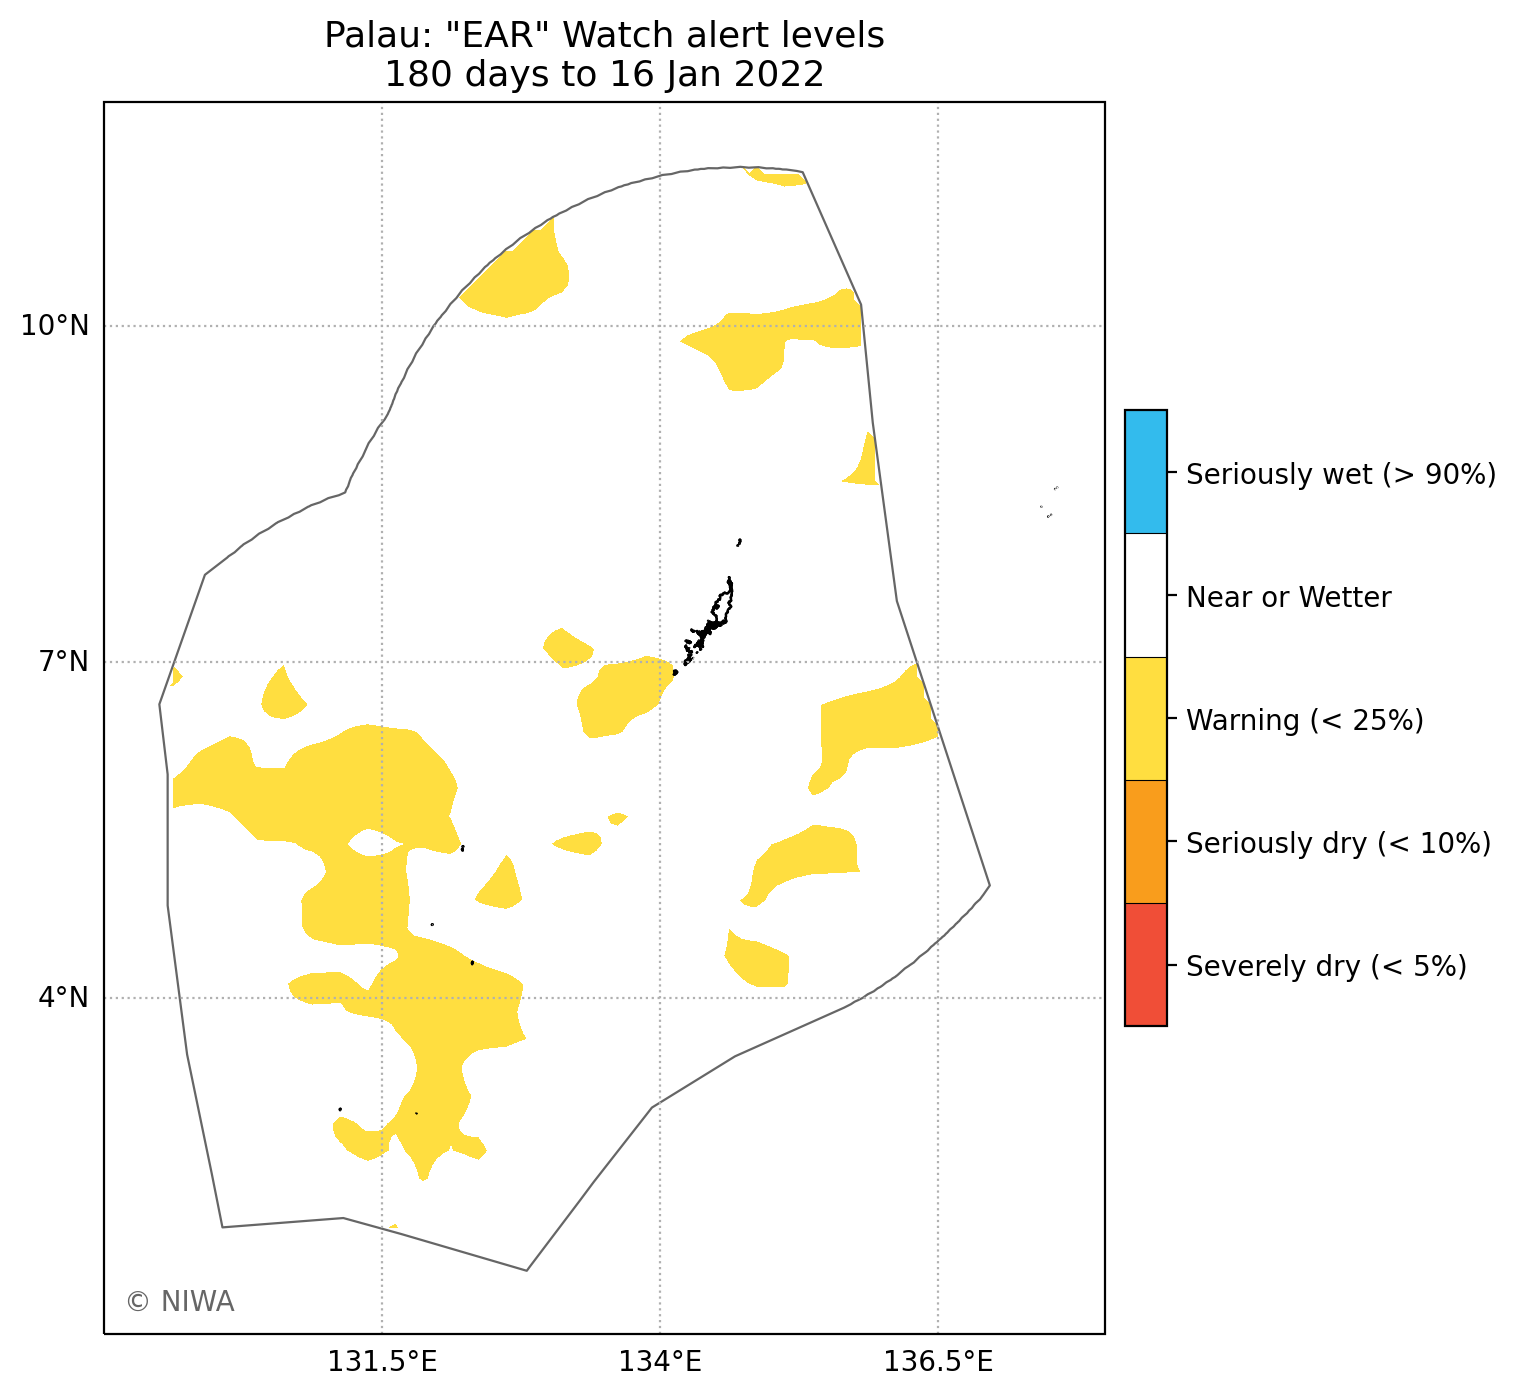 Palau: "EAR" Watch alert levels
180 days to 16 Jan 2022
10°N
7°N
4°N
131.5°E
134°E
136.5°E
Seriously wet (> 90%)
Near or Wetter
Warning (< 25%)
Seriously dry (< 10%)
Severely dry (< 5%)
© NIWA